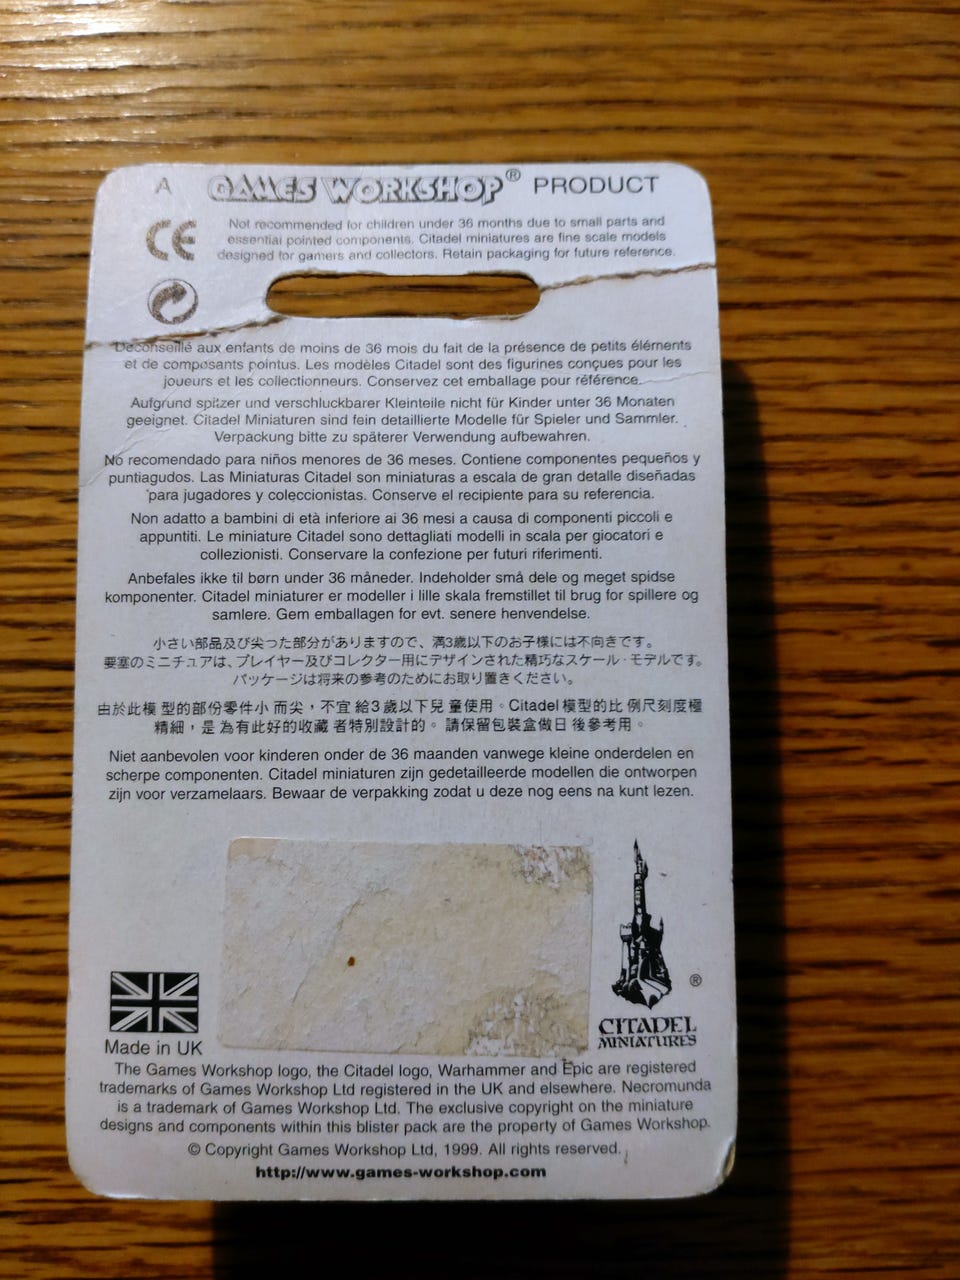 A GAMES WORKSHOP® PRODUCT
CE
Not recommended for children under 36 months due to small parts and
essential pointed components. Citadel miniatures are fine scale models
designed for gamers and collectors. Retain packaging for future reference.
Déconseillé aux enfants de moins de 36 mois du fait de la présence de petits éléments
et de composants pointus. Les modèles Citadel sont des figurines conçues pour les
joueurs et les collectionneurs. Conservez cet emballage pour référence.
Aufgrund spitzer und verschluckbarer Kleinteile nicht für Kinder unter 36 Monaten
geeignet. Citadel Miniaturen sind fein detaillierte Modelle für Spieler und Sammler.
Verpackung bitte zu späterer Verwendung aufbewahren.
No recomendado para niños menores de 36 meses. Contiene componentes pequeños y
puntiagudos. Las Miniaturas Citadel son miniaturas a escala de gran detalle diseñadas
para jugadores y coleccionistas. Conserve el recipiente para su referencia.
Non adatto a bambini di età inferiore ai 36 mesi a causa di componenti piccoli e
appuntiti. Le miniature Citadel sono dettagliati modelli in scala per giocatori e
collezionisti. Conservare la confezione per futuri riferimenti.
Anbefales ikke til børn under 36 måneder. Indeholder små dele og meget spidse
komponenter. Citadel miniaturer er modeller i lille skala fremstillet til brug for spillere og
samlere. Gem emballagen for evt. senere henvendelse.
小さい部品及び尖った部分がありますので、満3歳以下のお子様には不向きです。
要塞のミニチュアは、プレイヤー及びコレクター用にデザインされた精巧なスケール・モデルです。
パッケージは将来の参考のためにお取り置きください。
由於此模型的部份零件小而尖，不宜給3歲以下兒童使用。Citadel模型的比例尺刻度極
精細，是為有此好的收藏者特別設計的。請保留包裝盒做日後參考用。
Niet aanbevolen voor kinderen onder de 36 maanden vanwege kleine onderdelen en
scherpe componenten. Citadel miniaturen zijn gedetailleerde modellen die ontworpen
zijn voor verzamelaars. Bewaar de verpakking zodat u deze nog eens na kunt lezen.
®
CITADEL
MINIATURES
Made in UK
The Games Workshop logo, the Citadel logo, Warhammer and Epic are registered
trademarks of Games Workshop Ltd registered in the UK and elsewhere. Necromunda
is a trademark of Games Workshop Ltd. The exclusive copyright on the miniature
designs and components within this blister pack are the property of Games Workshop.
© Copyright Games Workshop Ltd, 1999. All rights reserved.
http://www.games-workshop.com